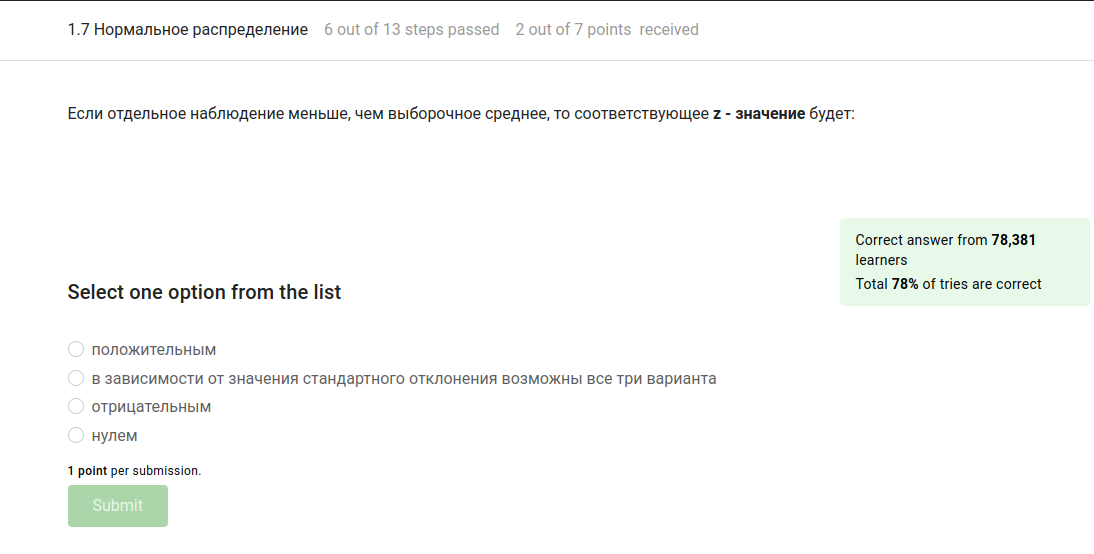 1.7 Нормальное распределение 6 out of 13 steps passed 2 out of 7 points received
Если отдельное наблюдение меньше, чем выборочное среднее, то соответствующее z - значение будет:
Correct answer from 78,381
learners
Total 78% of tries are correct
Select one option from the list
положительным
в зависимости от значения стандартного отклонения возможны все три варианта
отрицательным
нулем
1 point per submission.
Submit